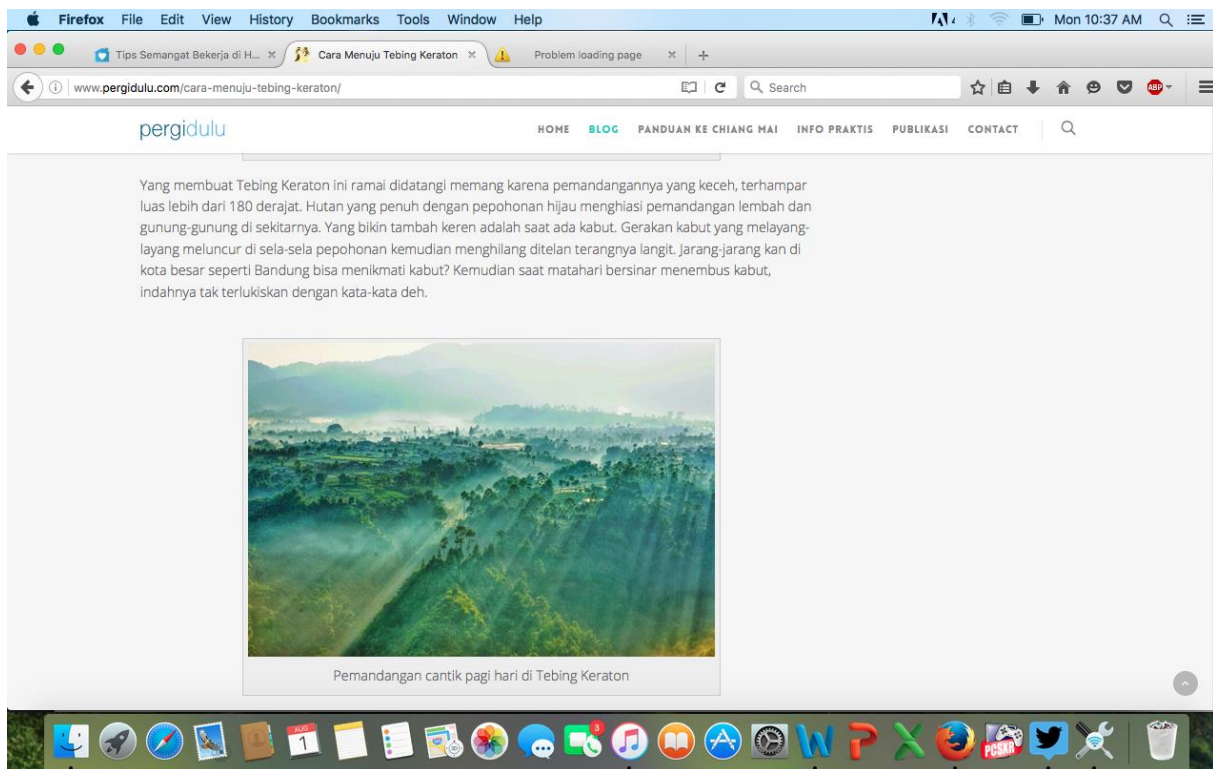 Firefox File Edit View History Bookmarks Tools Window Help
Mon 10:37 AM
Tips Semangat Bekerja di H...
Cara Menuju Tebing Keraton
Problem loading page
www.pergidulu.com/cara-menuju-tebing-keraton/
Search
ABP
pergidulu
HOME BLOG PANDUAN KE CHIANG MAI INFO PRAKTIS PUBLIKASI CONTACT
Yang membuat Tebing Keraton ini ramai didatangi memang karena pemandangannya yang keceh, terhampar
luas lebih dari 180 derajat. Hutan yang penuh dengan pepohonan hijau menghiasi pemandangan lembah dan
gunung-gunung di sekitarnya. Yang bikin tambah keren adalah saat ada kabut. Gerakan kabut yang melayang-
layang meluncur di sela-sela pepohonan kemudian menghilang ditelan terangnya langit. Jarang-jarang kan di
kota besar seperti Bandung bisa menikmati kabut? Kemudian saat matahari bersinar menembus kabut,
indahnya tak terlukiskan dengan kata-kata deh.
Pemandangan cantik pagi hari di Tebing Keraton
AUG
1
3
PCSXR